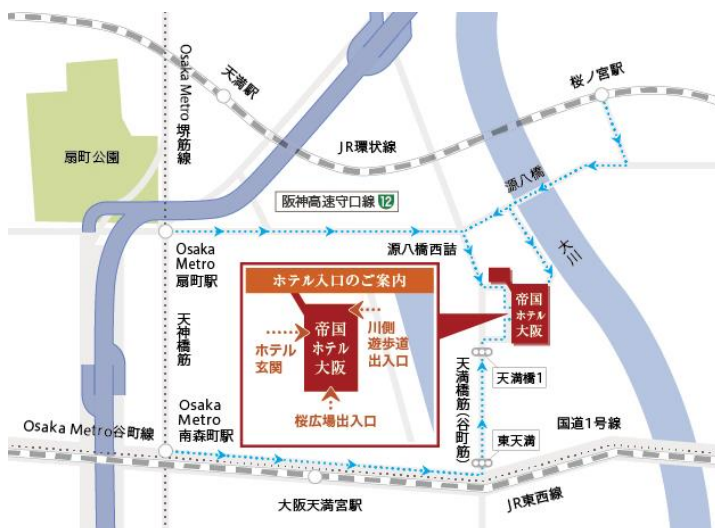 Osaka Metro 堺筋線
天満駅
桜ノ宮駅
扇町公園
JR環状線
源八橋
阪神高速守口線 12
大川
源八橋西詰
Osaka
Metro
扇町駅
ホテル入口のご案内
帝国
ホテル
大阪
川側
遊歩道
出入口
ホテル
玄関
桜広場出入口
帝国
ホテル
大阪
天神橋筋
天満橋1
天満橋筋(谷町筋)
Osaka
Metro
南森町駅
Osaka Metro谷町線
東天満
国道1号線
大阪天満宮駅
JR東西線